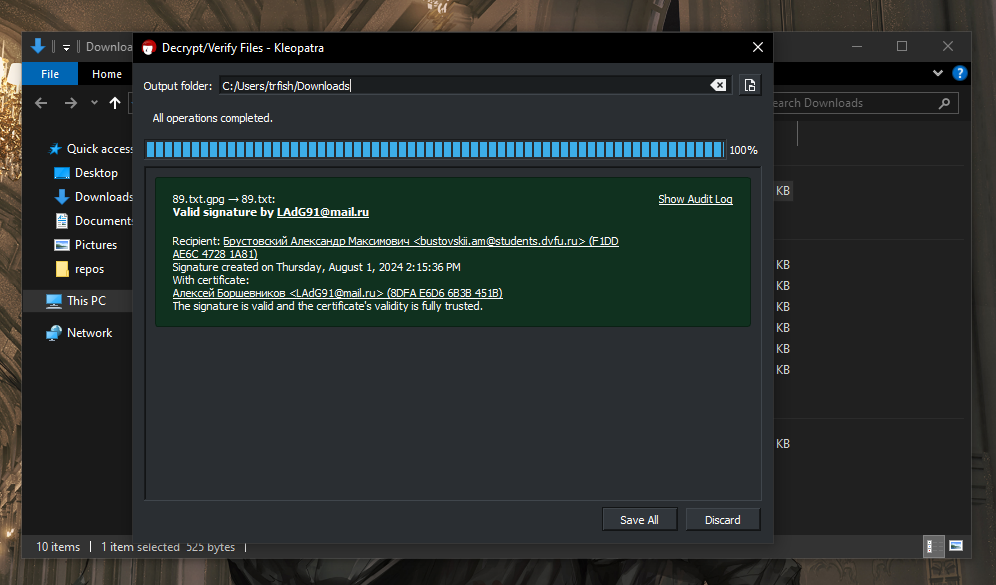 Downloa
Decrypt/Verify Files - Kleopatra
File
Home
Output folder: C:/Users/trfish/Downloads
earch Downloads
All operations completed.
100%
Quick access
Desktop
Downloads
Documents
Pictures
repos
This PC
Network
89.txt.gpg → 89.txt:
Show Audit Log
Valid signature by LAdG91@mail.ru
Recipient: Брустовский Александр Максимович <bustovskii.am@students.dvfu.ru> (F1DD
AE6C 4728 1A81)
Signature created on Thursday, August 1, 2024 2:15:36 PM
With certificate:
Алексей Боршевников <LAdG91@mail.ru> (8DFA E6D6 6B3B 451B)
The signature is valid and the certificate's validity is fully trusted.
KB
KB
KB
KB
KB
KB
KB
KB
Save All
Discard
10 items
1 item selected 525 bytes